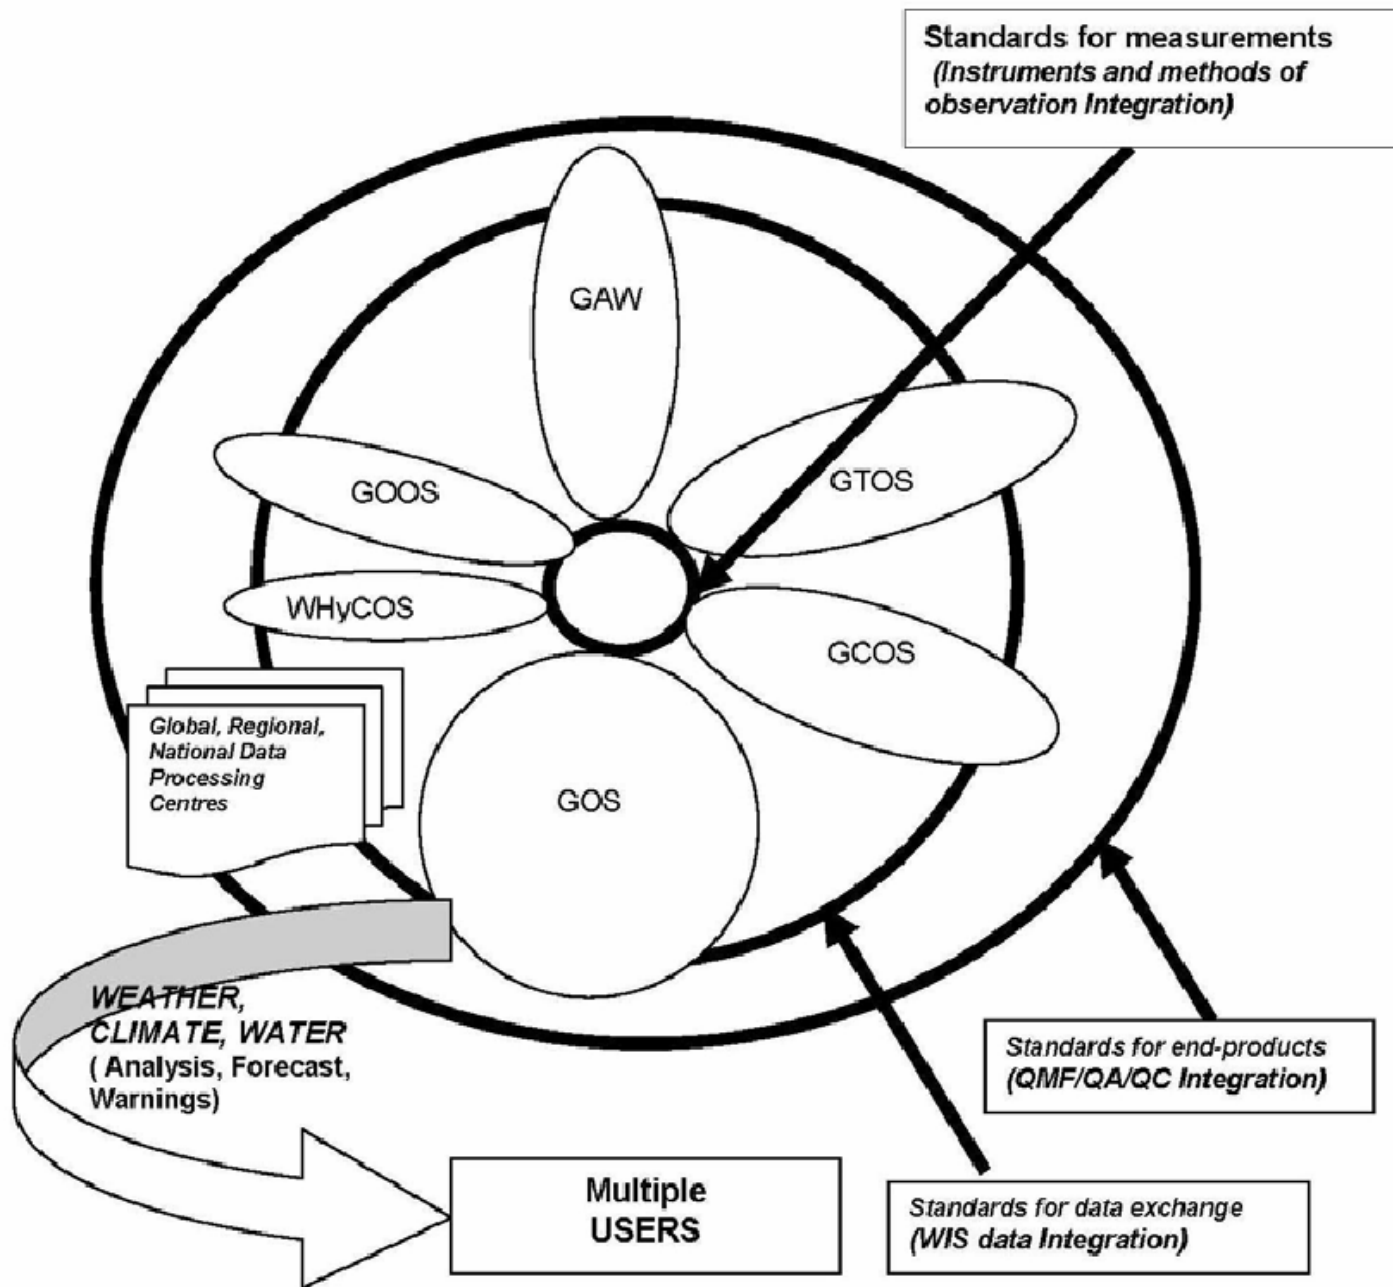 Standards for measurements
(Instruments and methods of
observation Integration)
GAW
GTOS
GOOS
WHyCOS
GCOS
Global, Regional,
National Data
Processing
Centres
GOS
WEATHER,
CLIMATE, WATER
( Analysis, Forecast,
Warnings)
Standards for end-products
(QMF/QA/QC Integration)
Multiple
USERS
Standards for data exchange
(WIS data Integration)